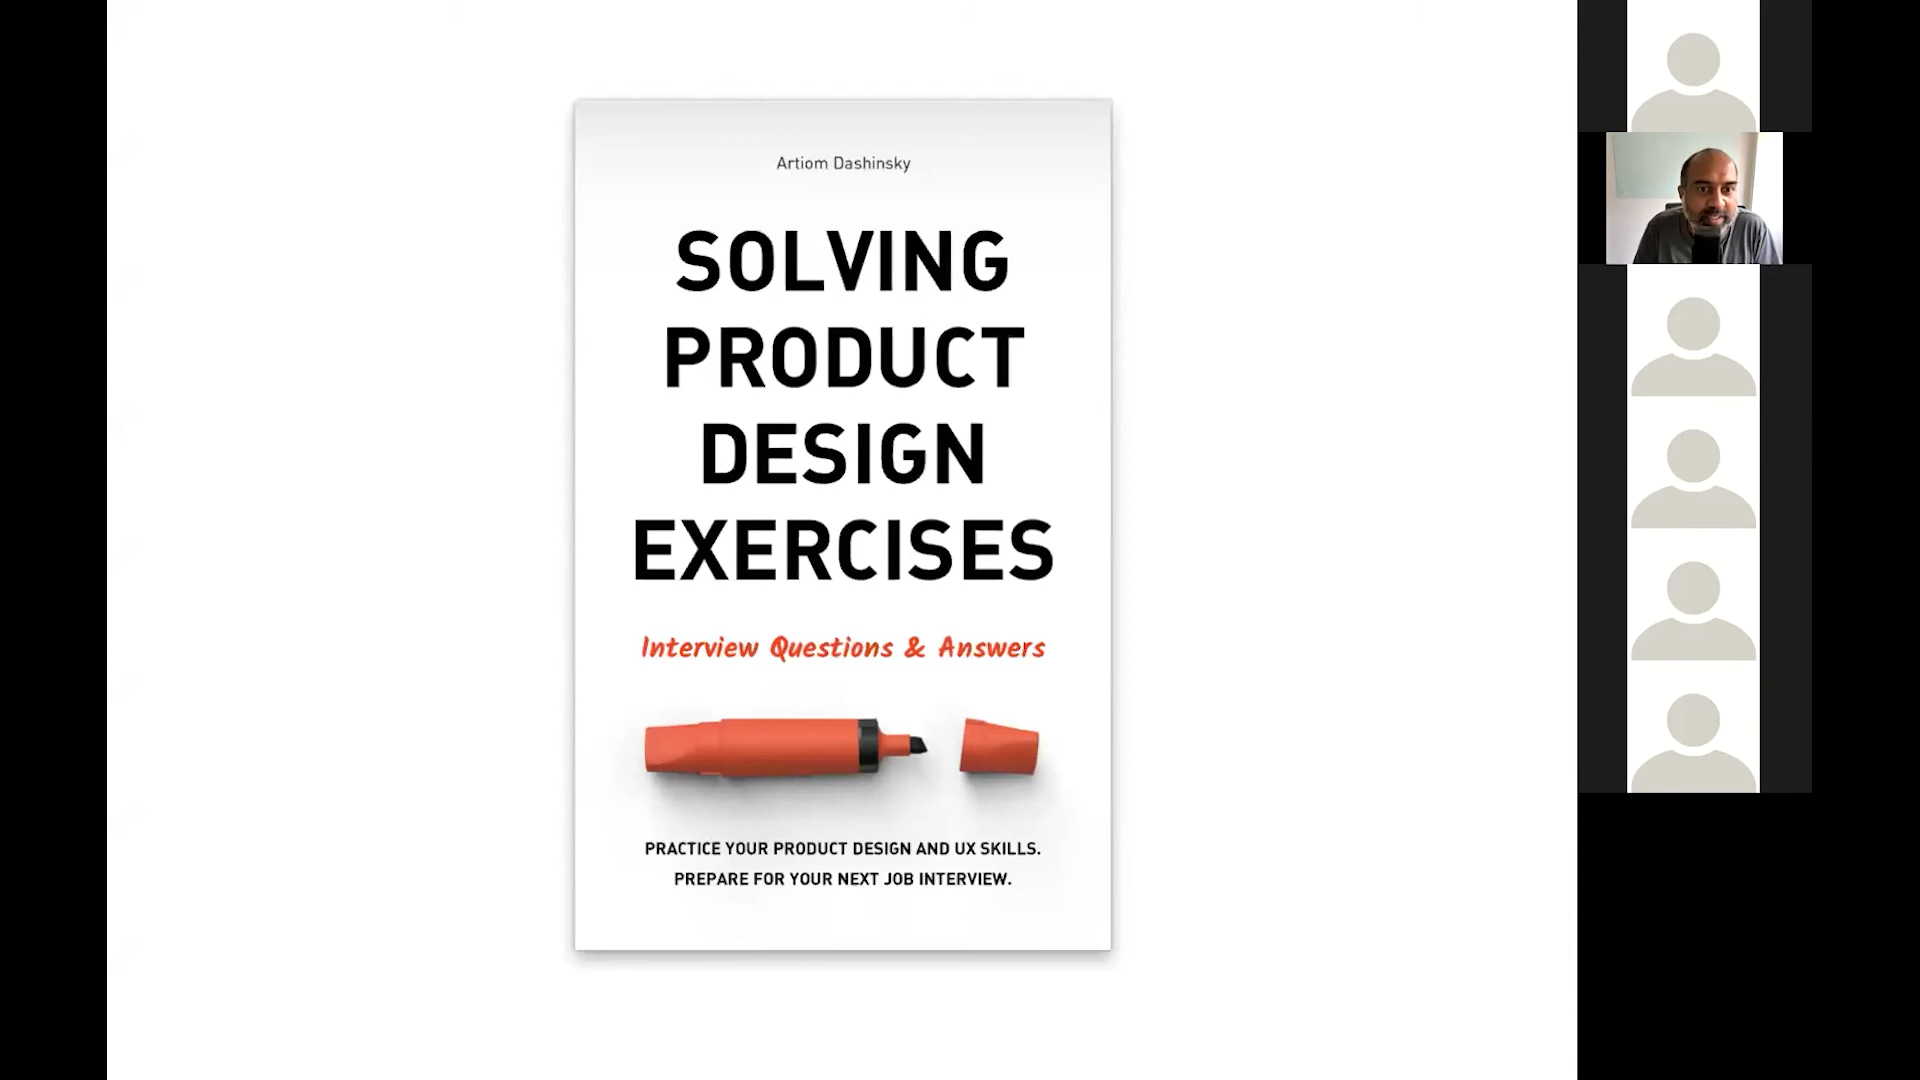 Artiom Dashinsky
SOLVING
PRODUCT
DESIGN
EXERCISES
Interview Questions & Answers
PRACTICE YOUR PRODUCT DESIGN AND UX SKILLS.
PREPARE FOR YOUR NEXT JOB INTERVIEW.